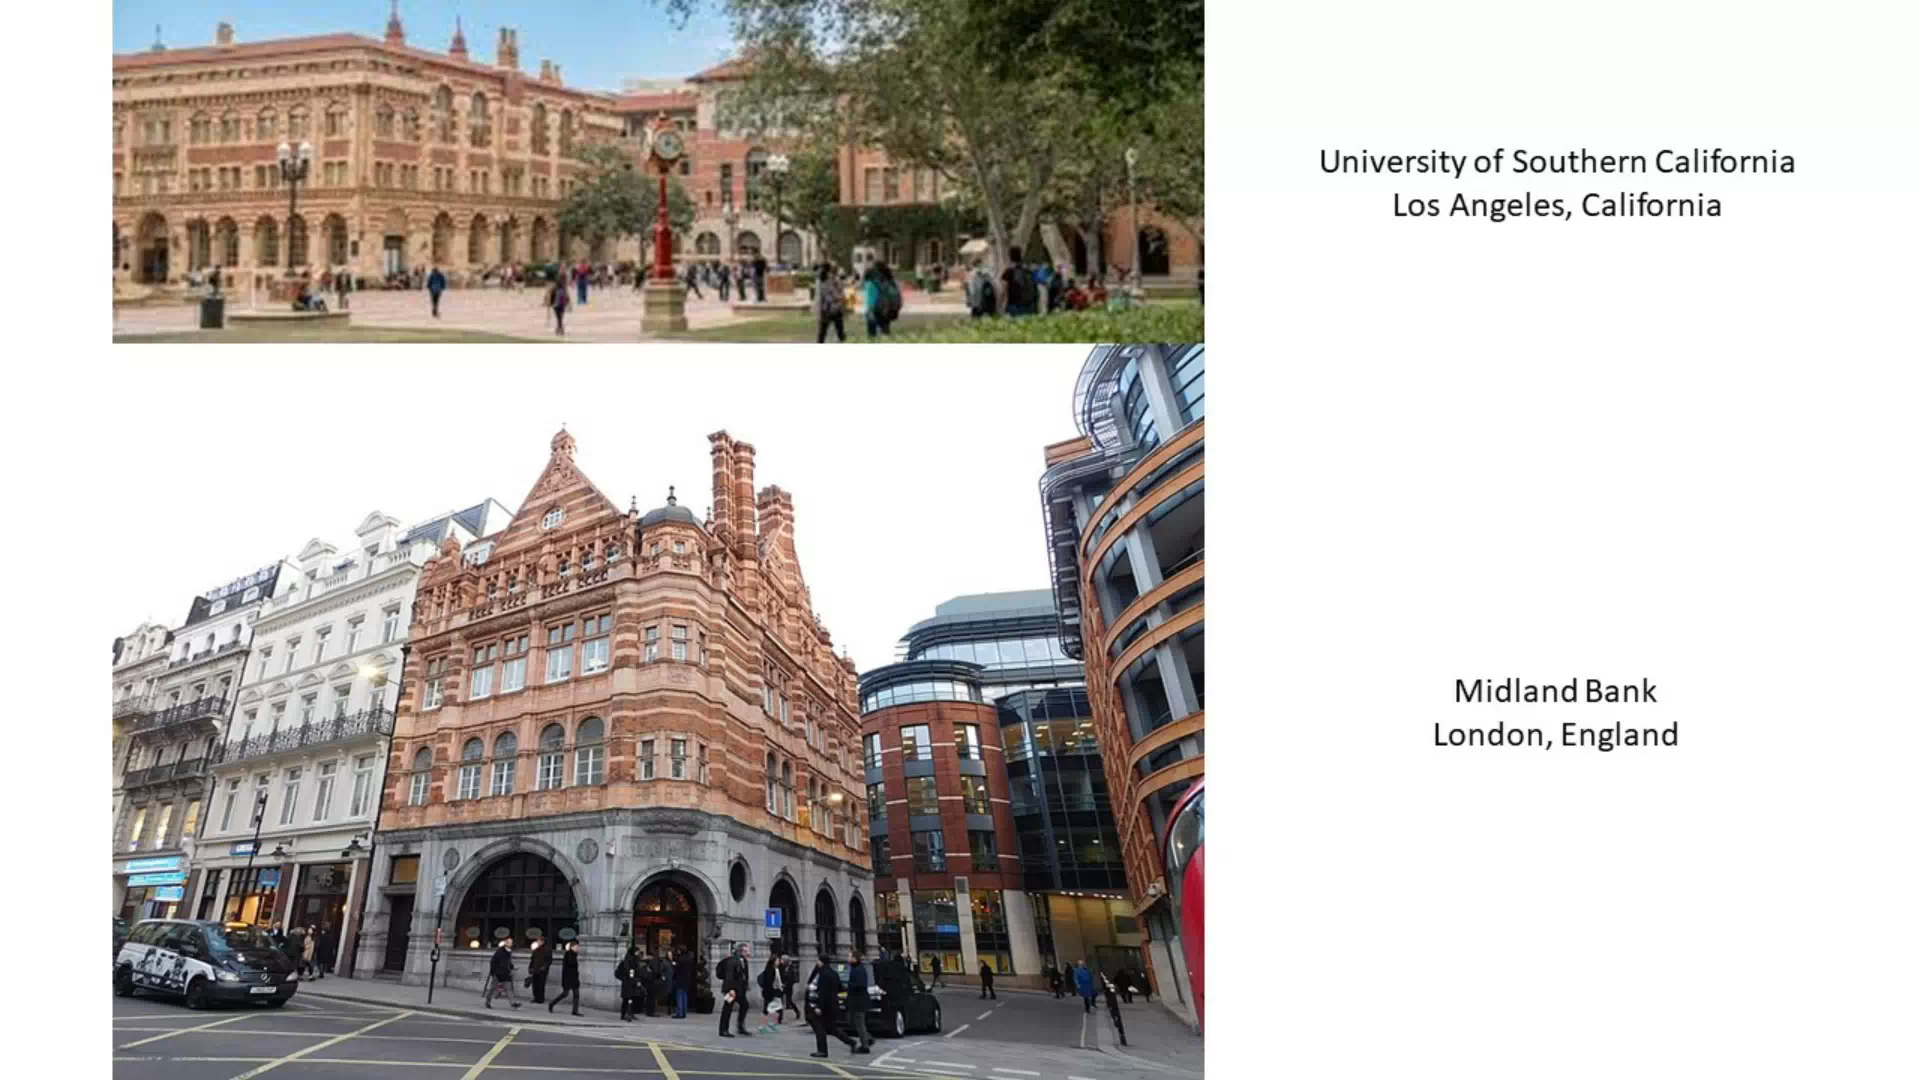 University of Southern California
Los Angeles, California
Midland Bank
London, England